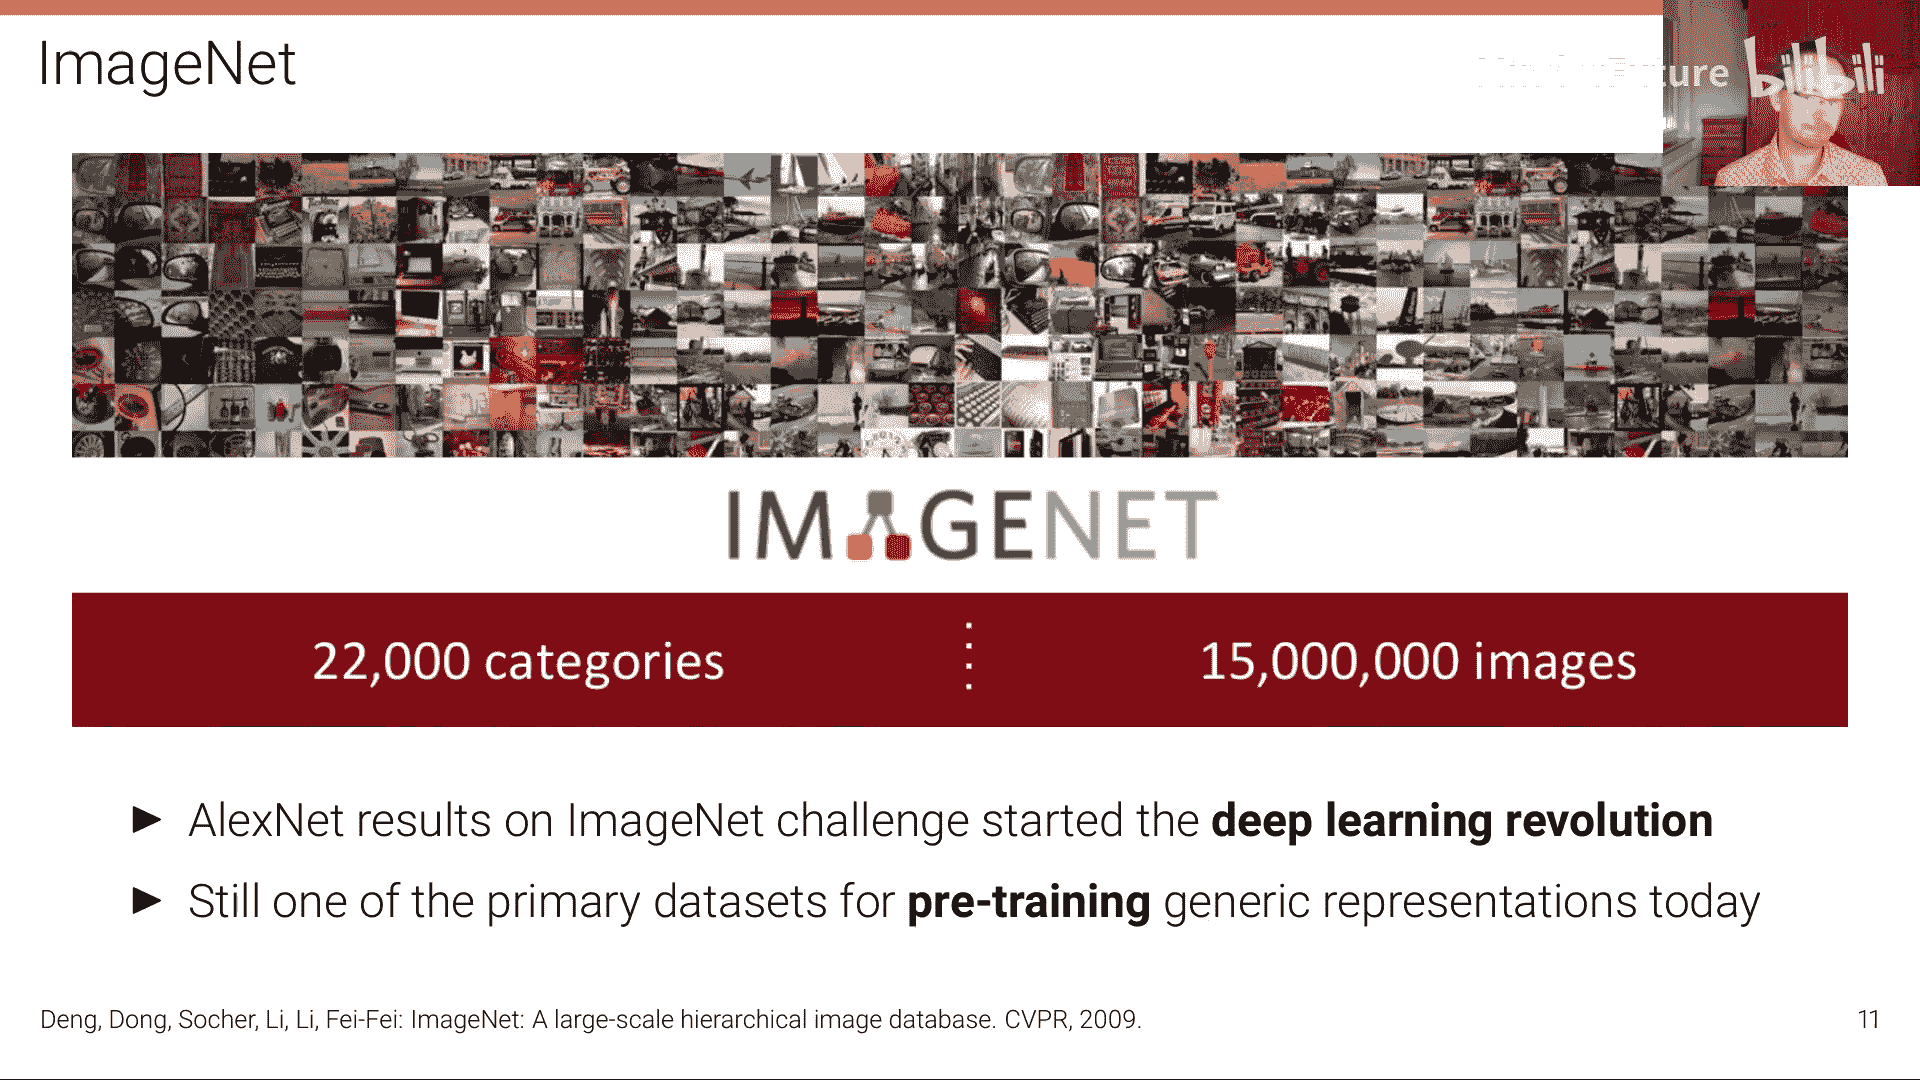 ImageNet
ture bilibili
IMAGENET
22,000 categories
15,000,000 images
► AlexNet results on ImageNet challenge started the deep learning revolution
► Still one of the primary datasets for pre-training generic representations today
Deng, Dong, Socher, Li, Li, Fei-Fei: ImageNet: A large-scale hierarchical image database. CVPR, 2009.
11